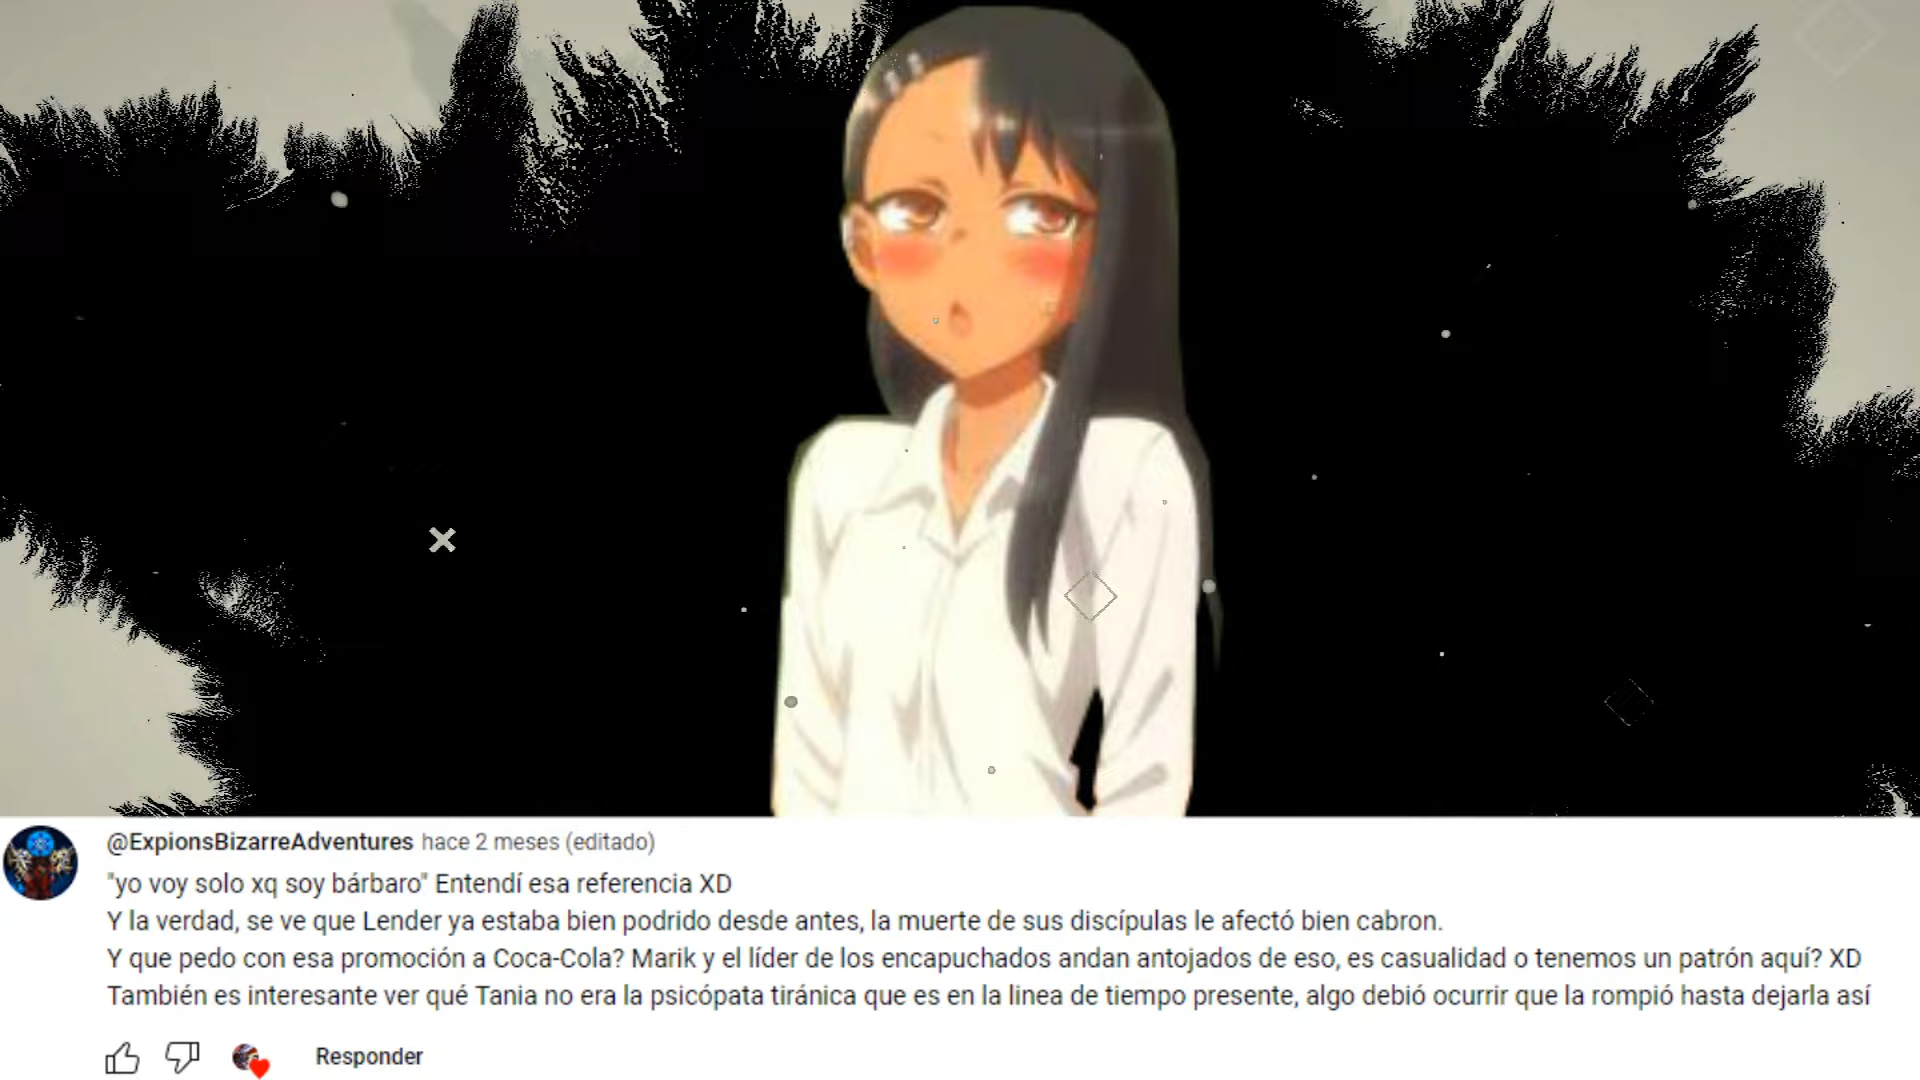 @ExpionsBizarreAdventures hace 2 meses (editado)
"yo voy solo xq soy bárbaro" Entendí esa referencia XD
Y la verdad, se ve que Lender ya estaba bien podrido desde antes, la muerte de sus discípulas le afectó bien cabron.
Y que pedo con esa promoción a Coca-Cola? Marik y el líder de los encapuchados andan antojados de eso, es casualidad o tenemos un patrón aquí? XD
También es interesante ver qué Tania no era la psicópata tiránica que es en la linea de tiempo presente, algo debió ocurrir que la rompió hasta dejarla así
Responder